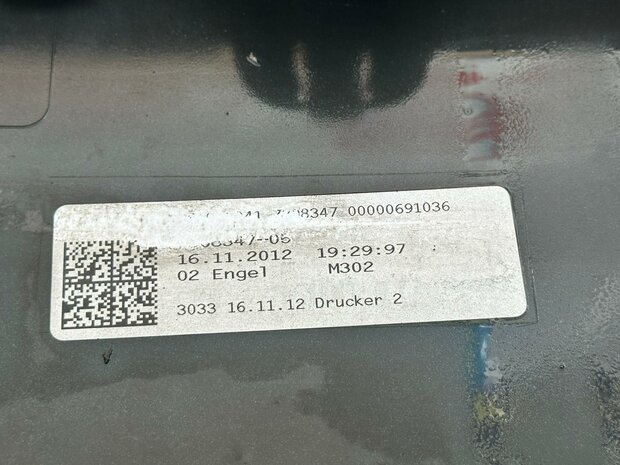 00000691036
16.11.2012 19:29:97
02 Engel M302
3033 16.11.12 Drucker 2